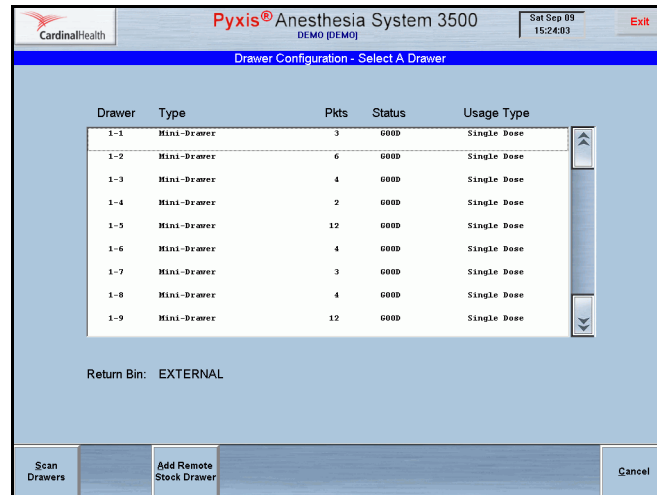 CardinalHealth
Pyxis® Anesthesia System 3500
DEMO [DEMO]
Sat Sep 09
15:24:03
Exit
Drawer Configuration - Select A Drawer
Drawer Type Pkts Status Usage Type
1-1 Mini-Drawer 3 GOOD Single Dose
1-2 Mini-Drawer 6 GOOD Single Dose
1-3 Mini-Drawer 4 GOOD Single Dose
1-4 Mini-Drawer 2 GOOD Single Dose
1-5 Mini-Drawer 12 GOOD Single Dose
1-6 Mini-Drawer 4 GOOD Single Dose
1-7 Mini-Drawer 3 GOOD Single Dose
1-8 Mini-Drawer 4 GOOD Single Dose
1-9 Mini-Drawer 12 GOOD Single Dose
Return Bin: EXTERNAL
Scan
Drawers
Add Remote
Stock Drawer
Cancel